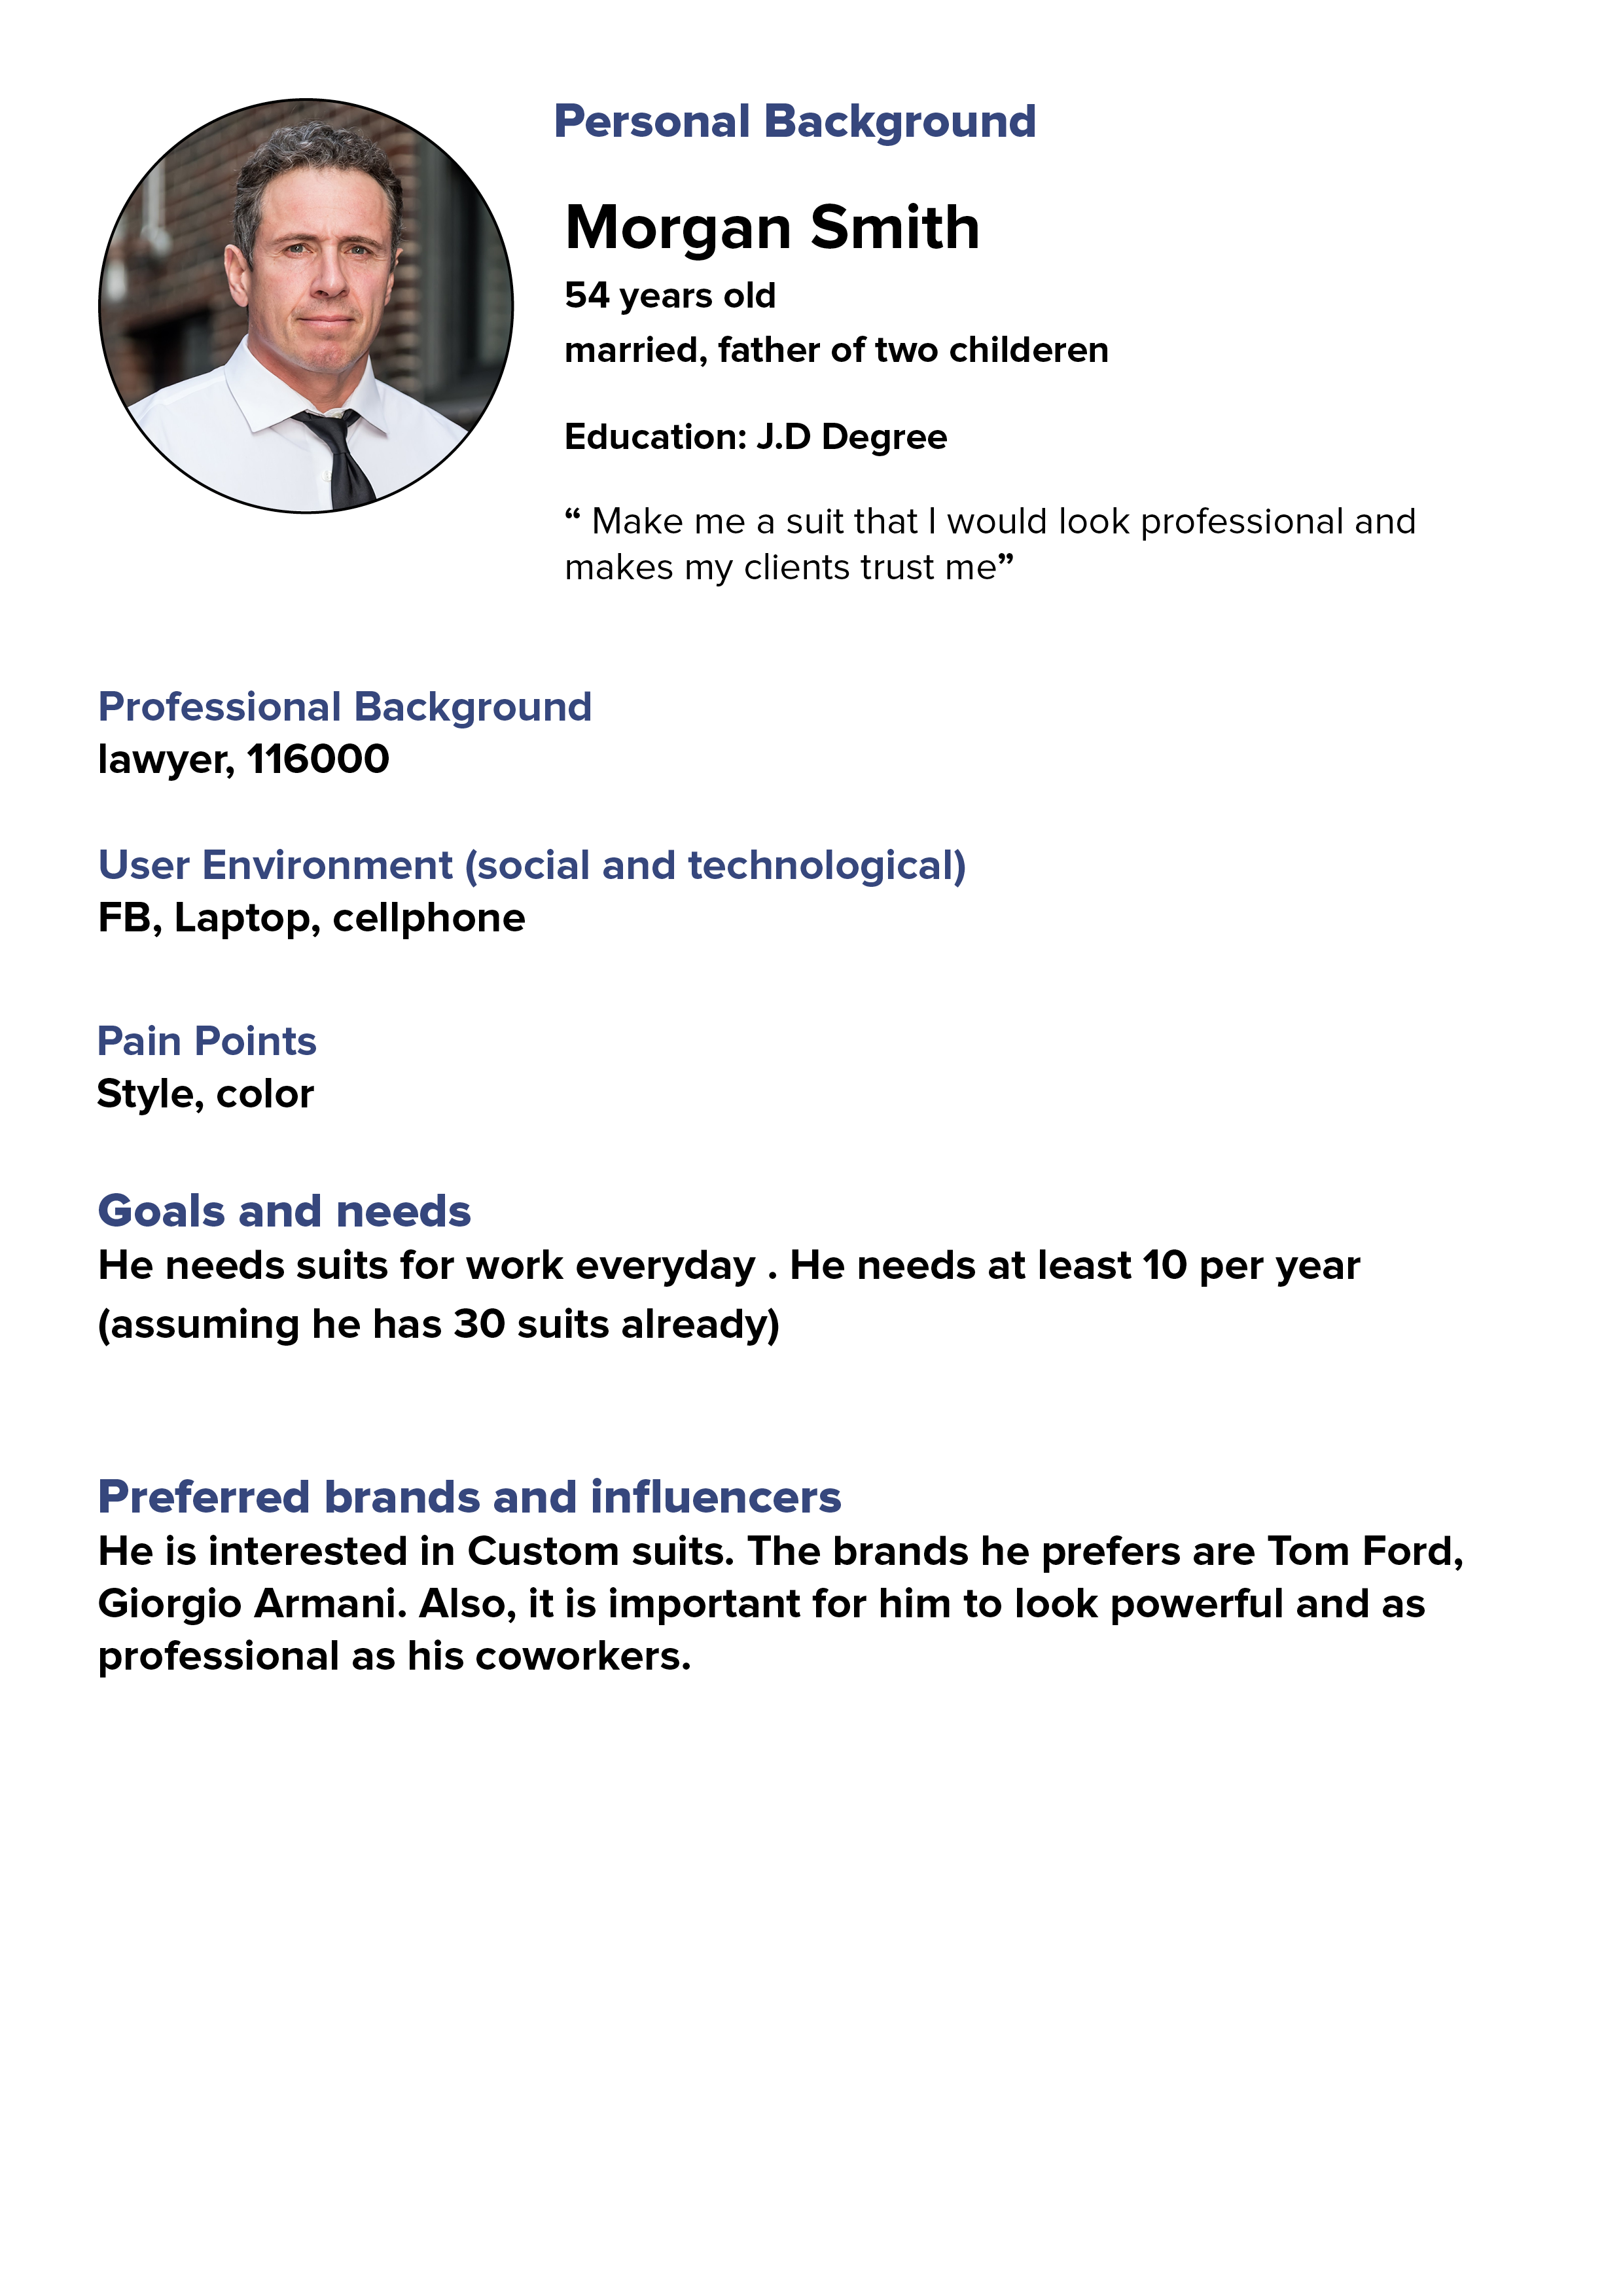 Personal Background
Morgan Smith
54 years old
married, father of two childeren
Education: J.D Degree
“ Make me a suit that I would look professional and
makes my clients trust me”
Professional Background
lawyer, 116000
User Environment (social and technological)
FB, Laptop, cellphone
Pain Points
Style, color
Goals and needs
He needs suits for work everyday . He needs at least 10 per year
(assuming he has 30 suits already)
Preferred brands and influencers
He is interested in Custom suits. The brands he prefers are Tom Ford,
Giorgio Armani. Also, it is important for him to look powerful and as
professional as his coworkers.